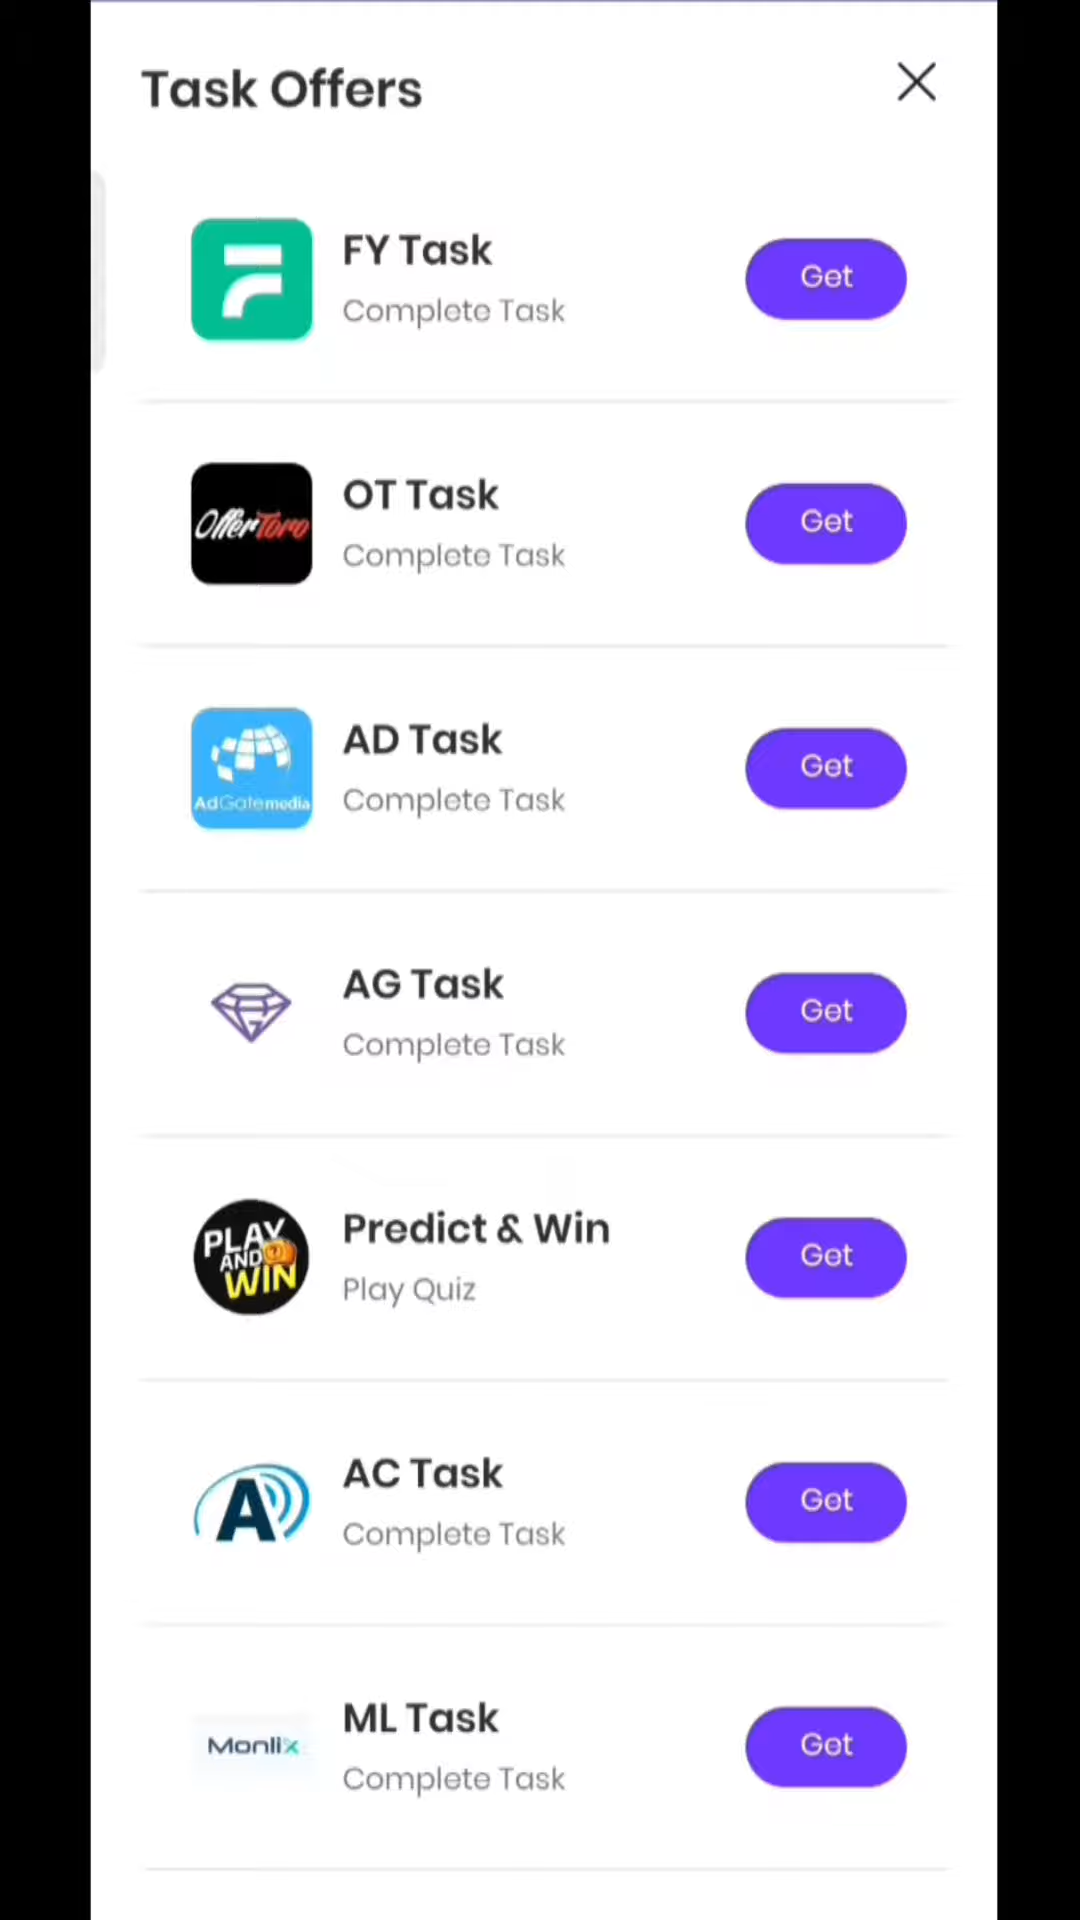 Task Offers
FY Task
Complete Task
Get
OfferToro
OT Task
Complete Task
Get
AdGatemedia
AD Task
Complete Task
Get
AG Task
Complete Task
Get
PLAY
AND
WIN
Predict & Win
Play Quiz
Get
A
AC Task
Complete Task
Get
Monlix
ML Task
Complete Task
Get